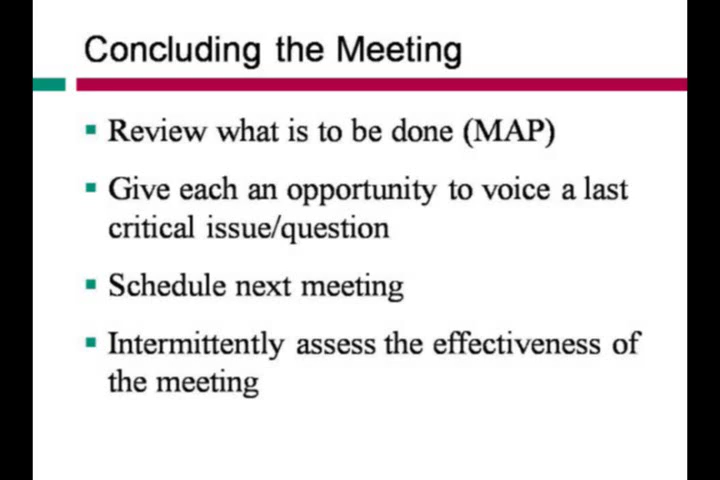 Concluding the Meeting
Review what is to be done (MAP)
Give each an opportunity to voice a last
critical issue/question
Schedule next meeting
Intermittently assess the effectiveness of
the meeting